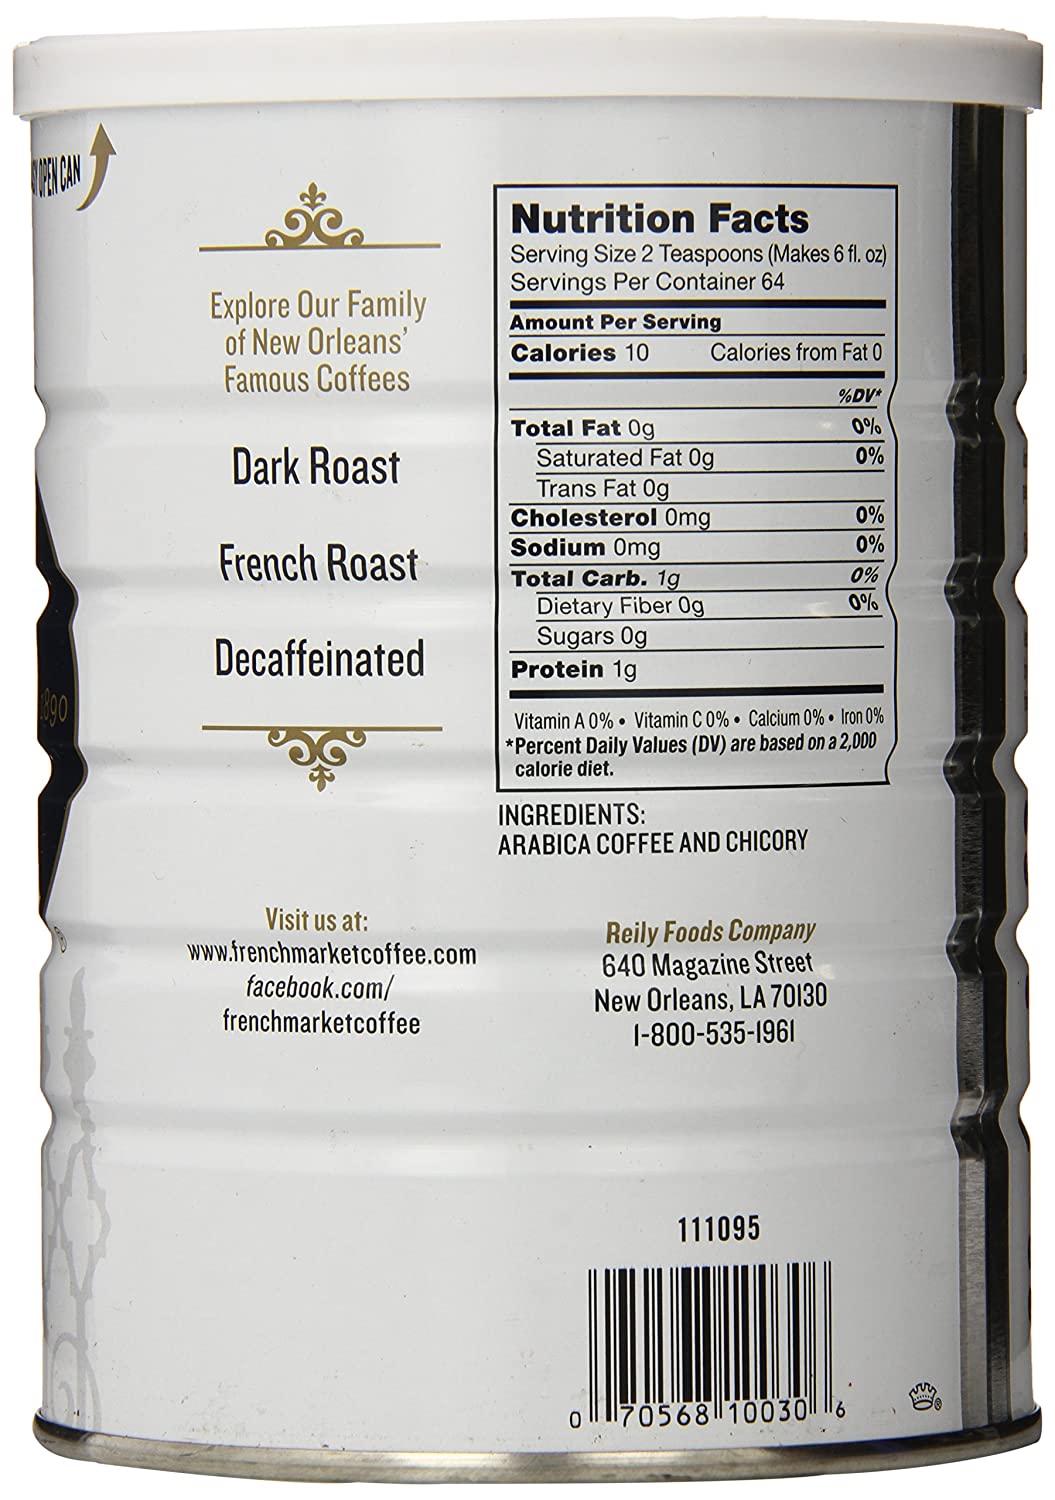 OPEN CAN
Explore Our Family
of New Orleans'
Famous Coffees
Dark Roast
French Roast
Decaffeinated
1890
®
Visit us at:
www.frenchmarketcoffee.com
facebook.com/
frenchmarketcoffee
Nutrition Facts
Serving Size 2 Teaspoons (Makes 6 fl. oz)
Servings Per Container 64
Amount Per Serving
Calories 10 Calories from Fat 0
%DV*
Total Fat 0g 0%
Saturated Fat 0g 0%
Trans Fat 0g
Cholesterol 0mg 0%
Sodium 0mg 0%
Total Carb. 1g 0%
Dietary Fiber 0g 0%
Sugars 0g
Protein 1g
Vitamin A 0% • Vitamin C 0% • Calcium 0% • Iron 0%
*Percent Daily Values (DV) are based on a 2,000
calorie diet.
INGREDIENTS:
ARABICA COFFEE AND CHICORY
Reily Foods Company
640 Magazine Street
New Orleans, LA 70130
1-800-535-1961
111095
0 70568 10030 6
®